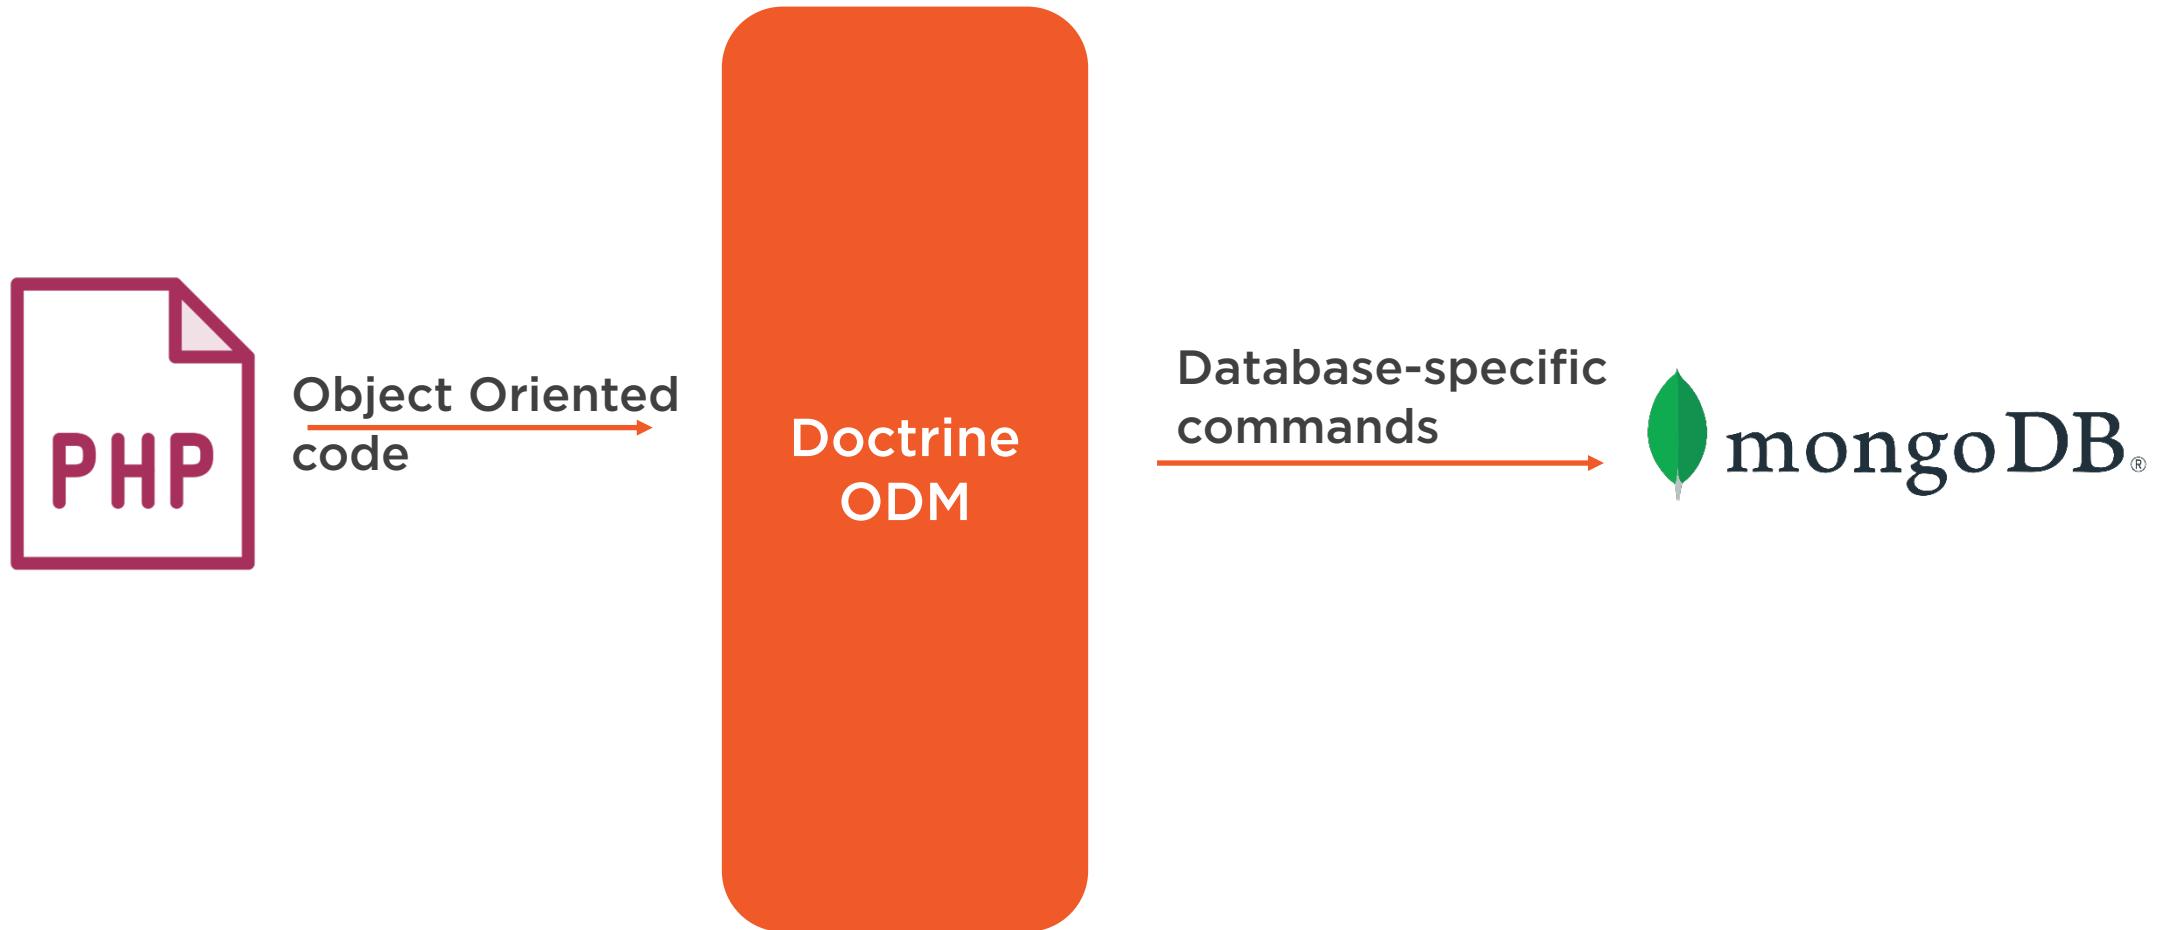 PHP
Object Oriented
code
Doctrine
ODM
Database-specific
commands
mongoDB®